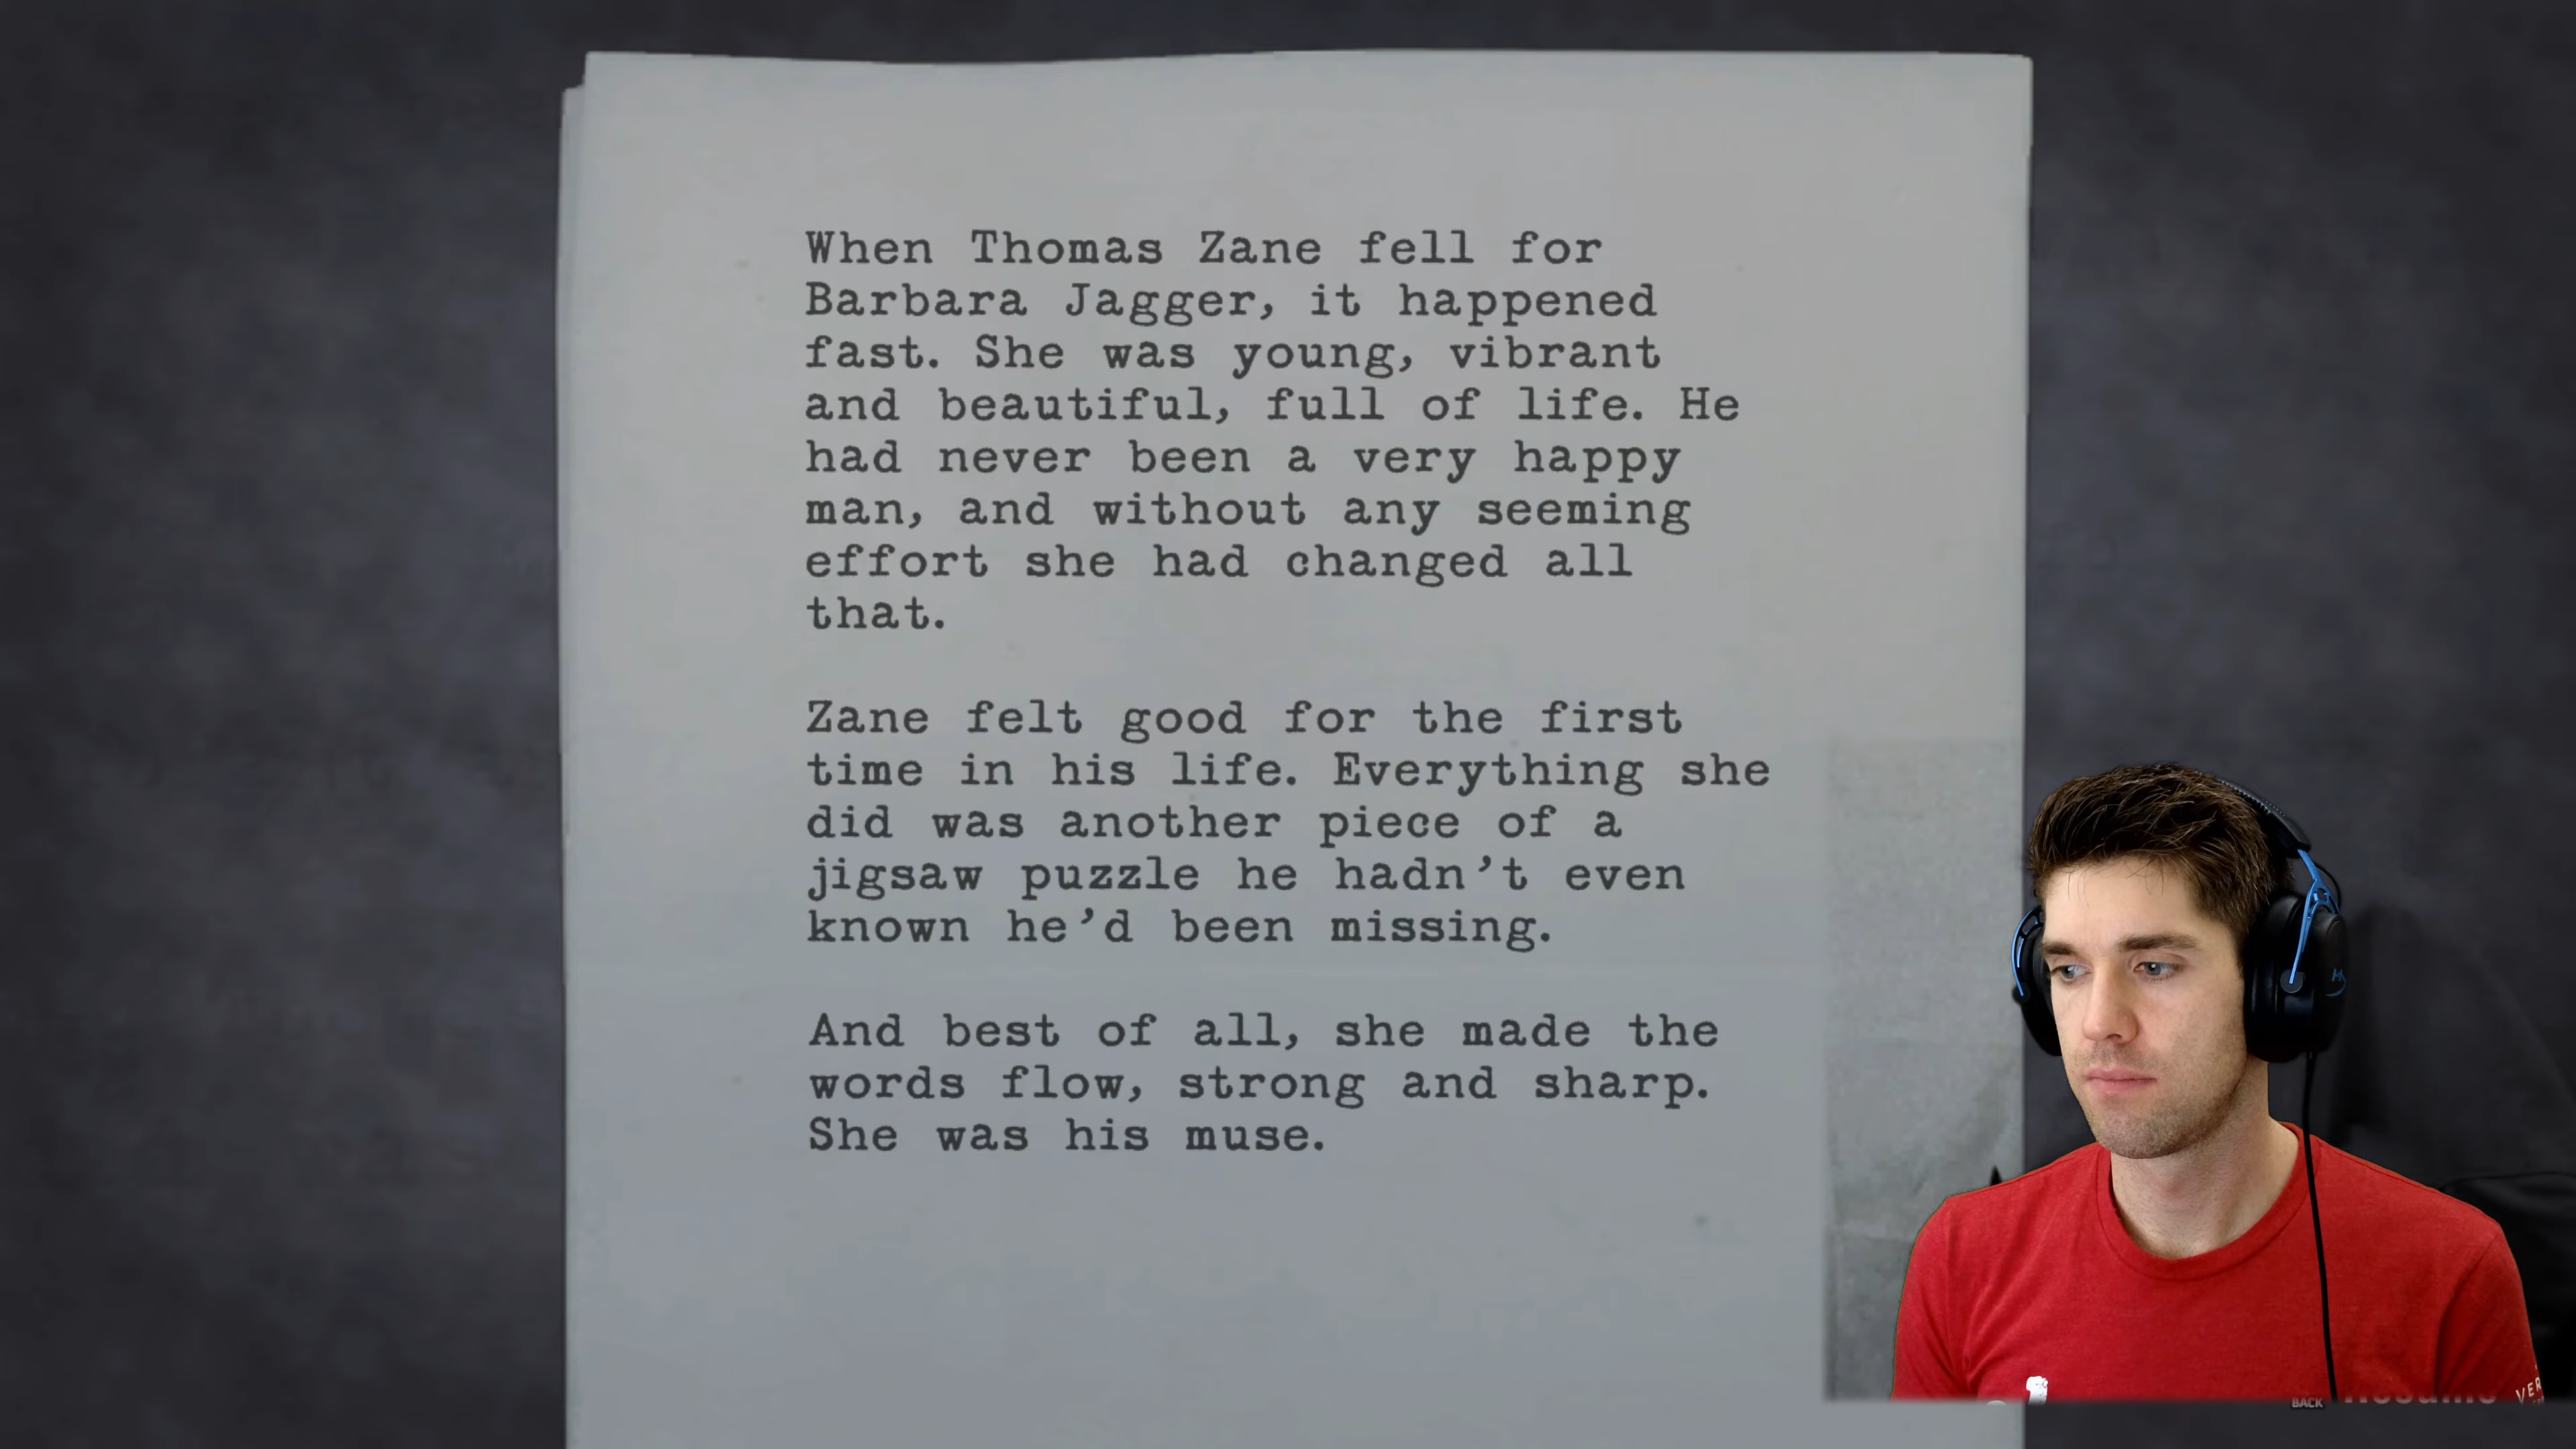 When Thomas Zane fell for
Barbara Jagger, it happened
fast. She was young, vibrant
and beautiful, full of life. He
had never been a very happy
man, and without any seeming
effort she had changed all
that.
Zane felt good for the first
time in his life. Everything she
did was another piece of a
jigsaw puzzle he hadn’t even
known he’d been missing.
And best of all, she made the
words flow, strong and sharp.
She was his muse.
BACK